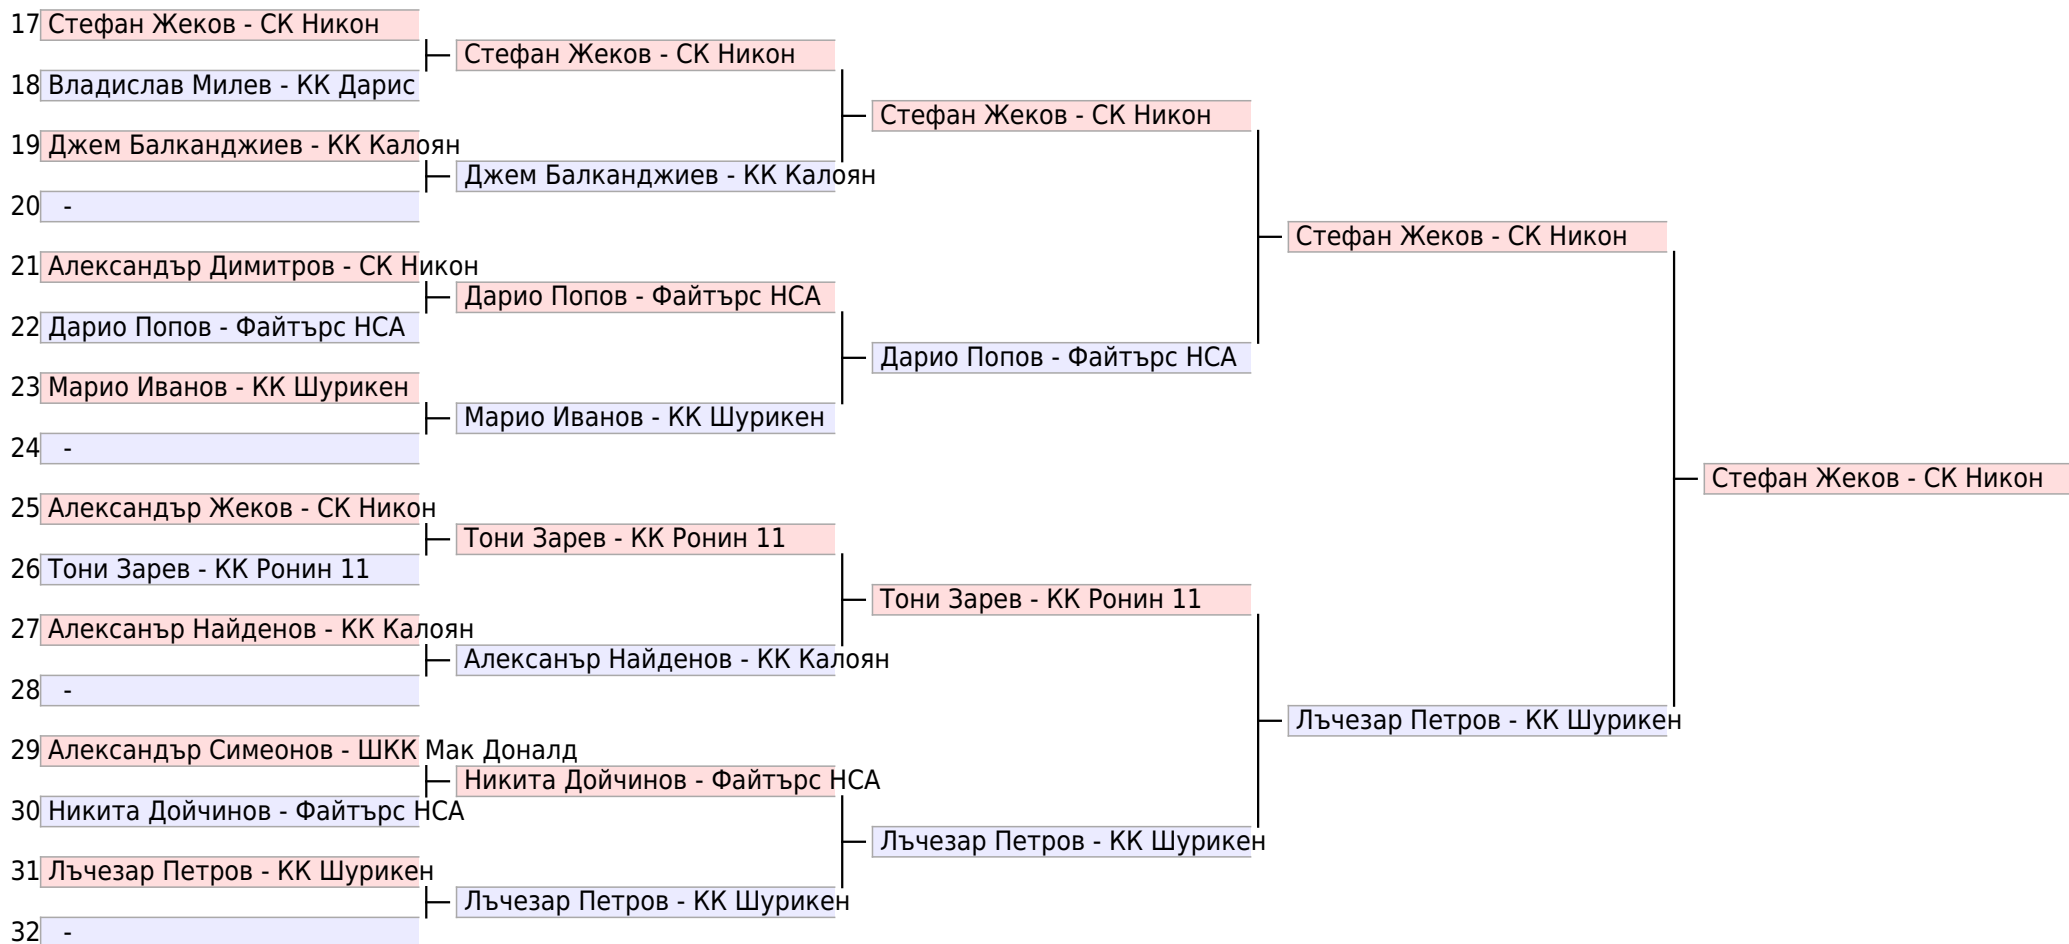 17 Стефан Жеков - СК Никон
Стефан Жеков - СК Никон
18 Владислав Милев - КК Дарис
Стефан Жеков - СК Никон
19 Джем Балканджиев - КК Калоян
Джем Балканджиев - КК Калоян
20 -
Стефан Жеков - СК Никон
21 Александър Димитров - СК Никон
Дарио Попов - Файтърс НСА
22 Дарио Попов - Файтърс НСА
Дарио Попов - Файтърс НСА
23 Марио Иванов - КК Шурикен
Марио Иванов - КК Шурикен
24 -
Стефан Жеков - СК Никон
25 Александър Жеков - СК Никон
Тони Зарев - КК Ронин 11
26 Тони Зарев - КК Ронин 11
Тони Зарев - КК Ронин 11
27 Алексанър Найденов - КК Калоян
Алексанър Найденов - КК Калоян
28 -
Лъчезар Петров - КК Шурикен
29 Александър Симеонов - ШКК Мак Доналд
Никита Дойчинов - Файтърс НСА
30 Никита Дойчинов - Файтърс НСА
Лъчезар Петров - КК Шурикен
31 Лъчезар Петров - КК Шурикен
Лъчезар Петров - КК Шурикен
32 -